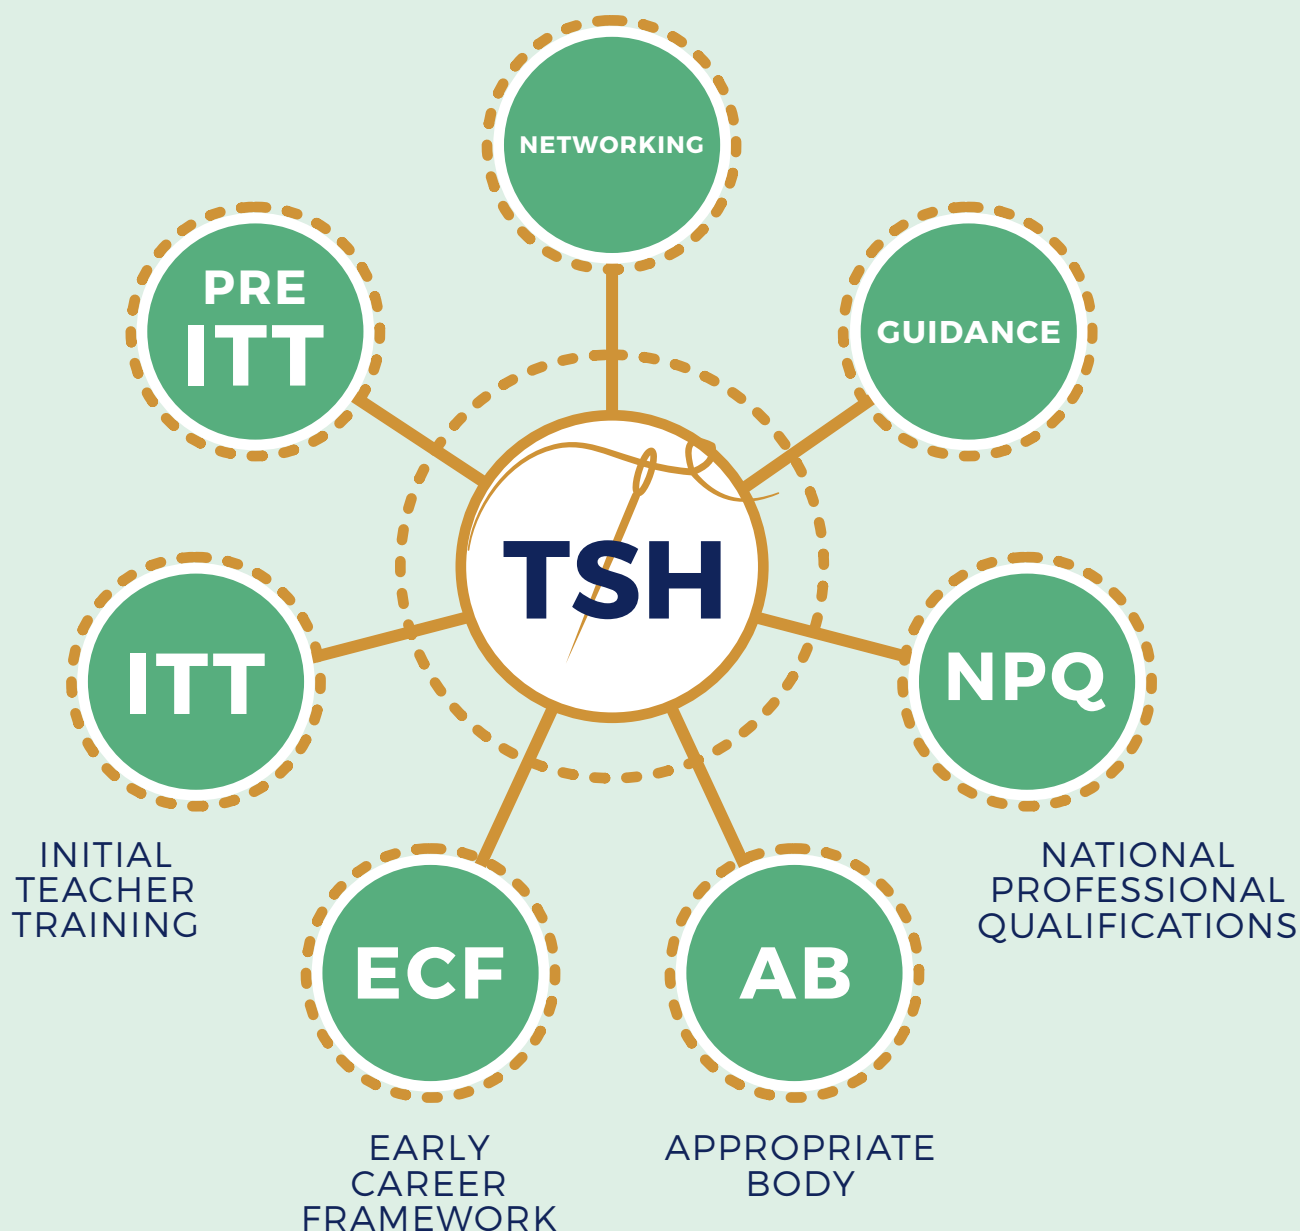 NETWORKING
PRE
ITT
GUIDANCE
TSH
ITT
NPQ
INITIAL
TEACHER
TRAINING
NATIONAL
PROFESSIONAL
QUALIFICATIONS
ECF
AB
EARLY
CAREER
FRAMEWORK
APPROPRIATE
BODY